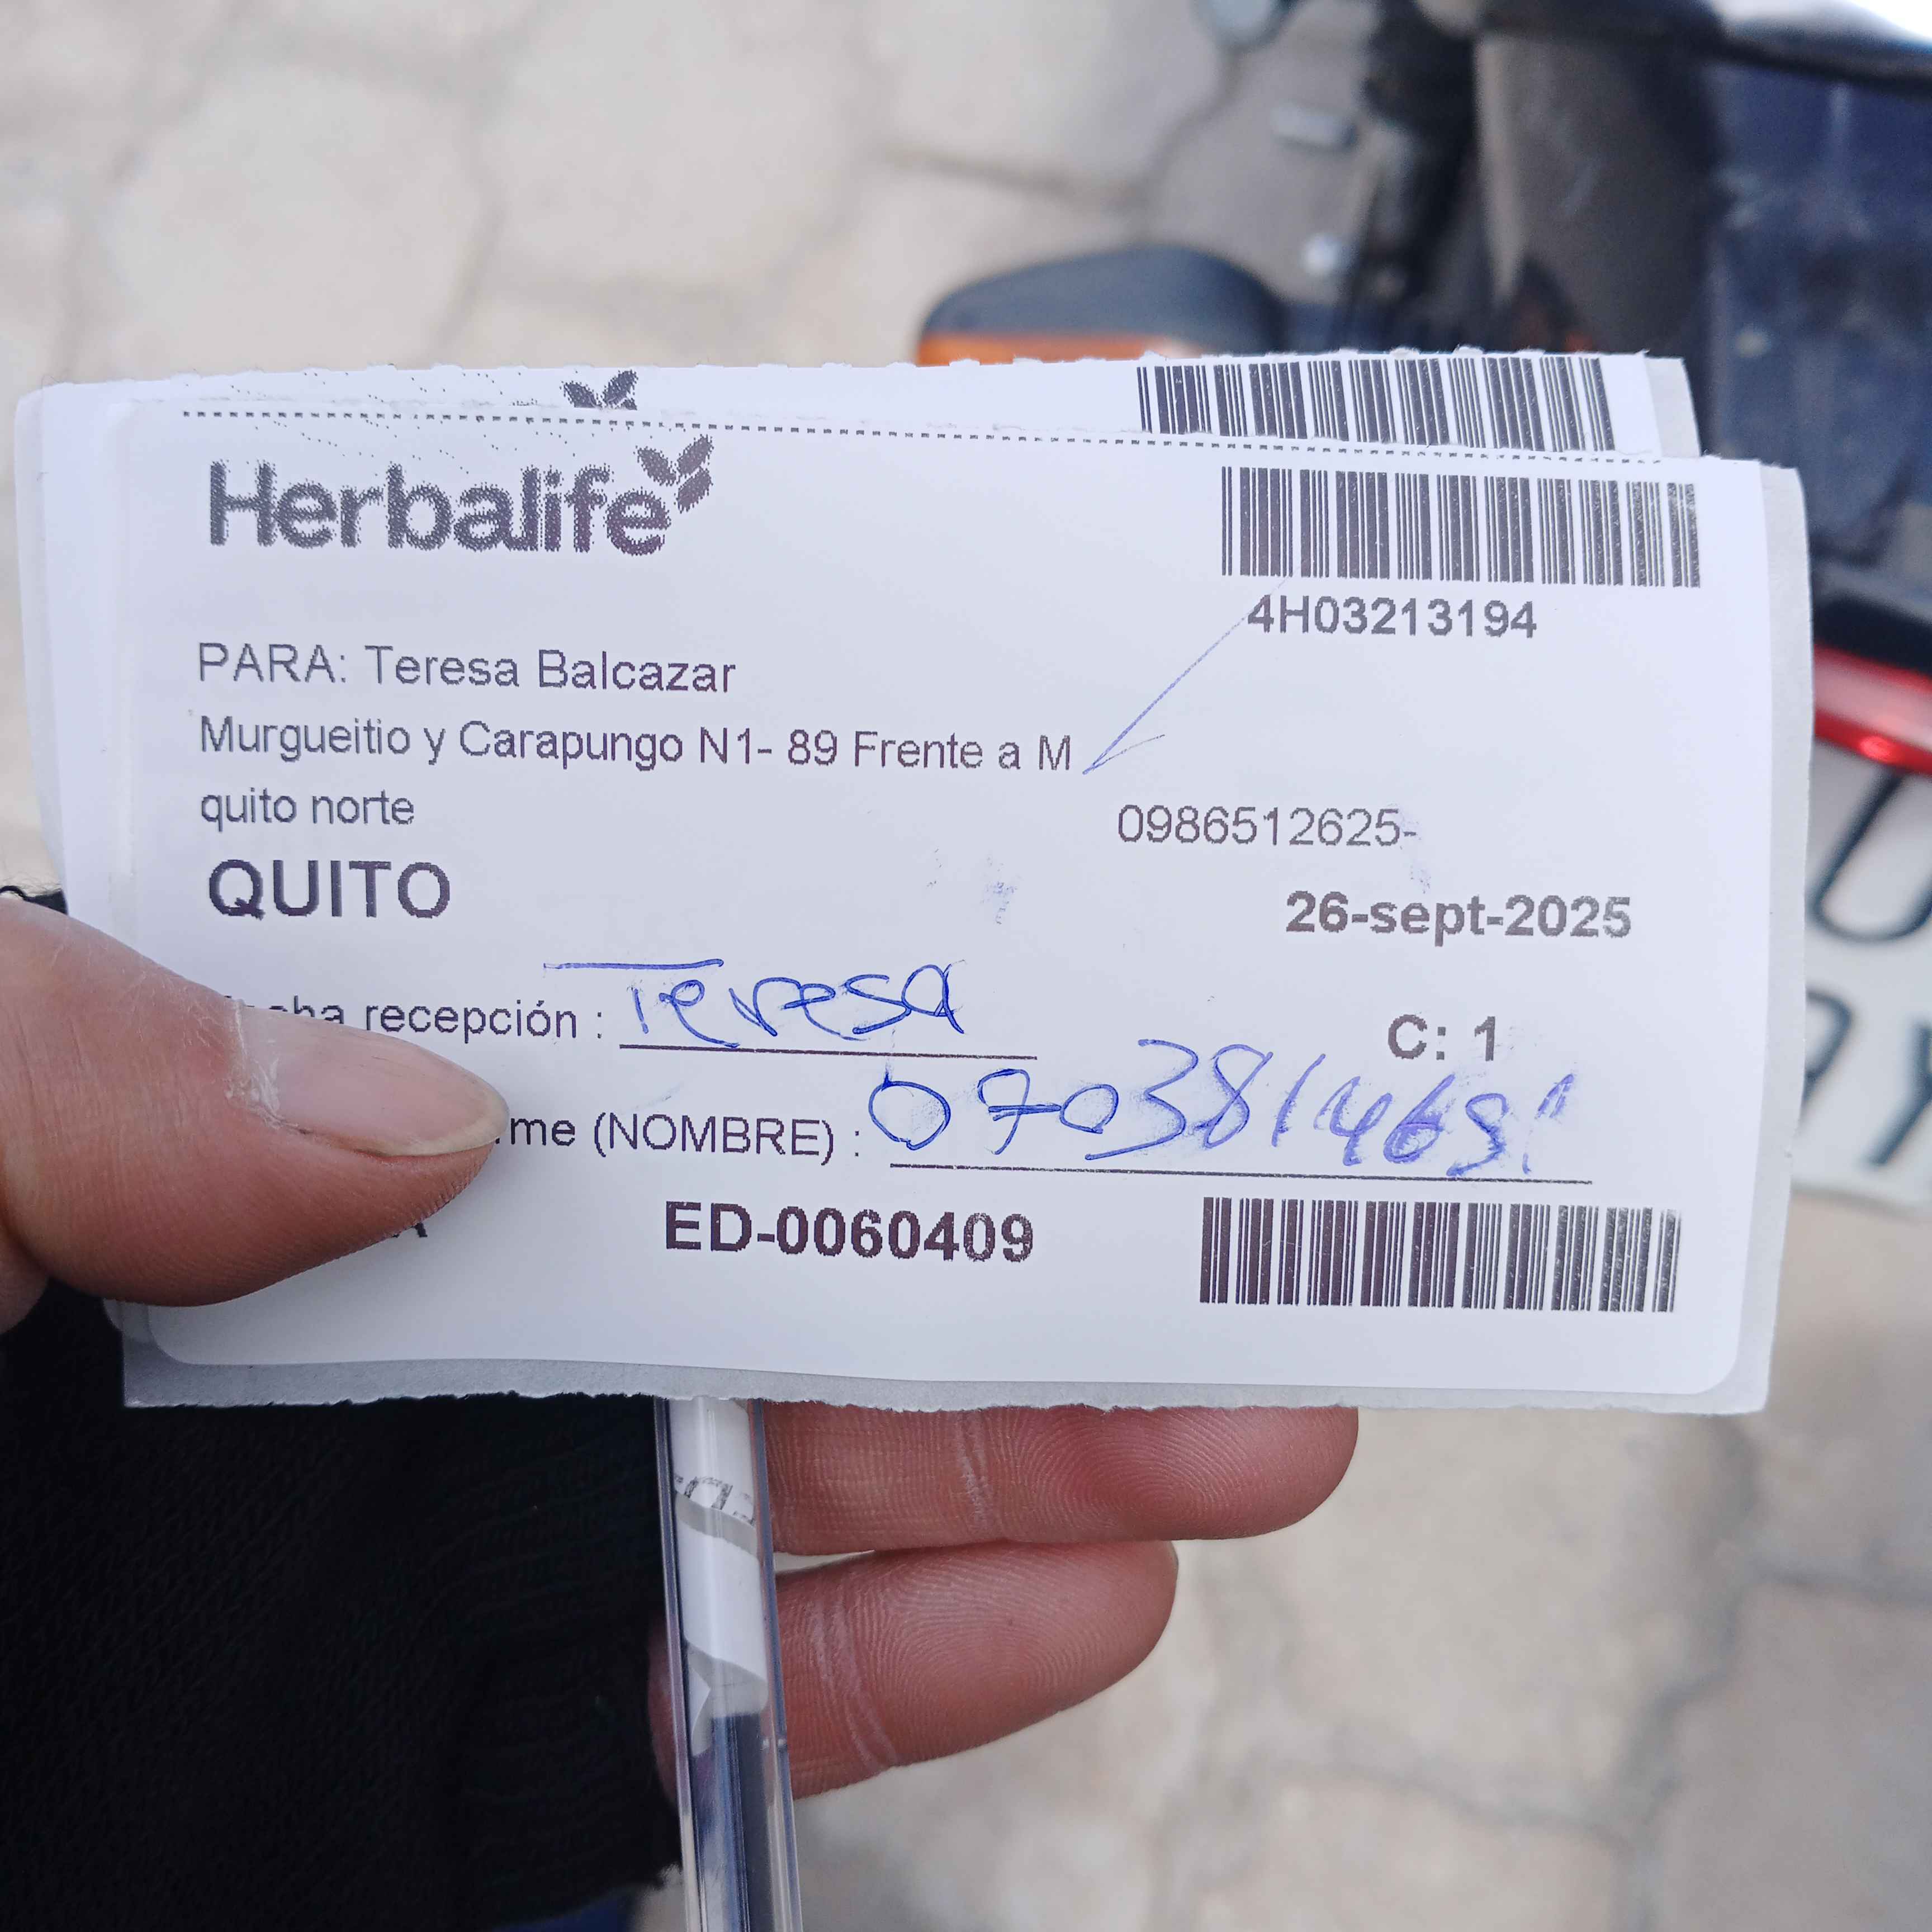 Herbalife
4H03213194
PARA: Teresa Balcazar
Murgueitio y Carapungo N1- 89 Frente a M
quito norte
0986512625-
QUITO
26-sept-2025
recepción : Teresa
C: 1
(NOMBRE) :
ED-0060409